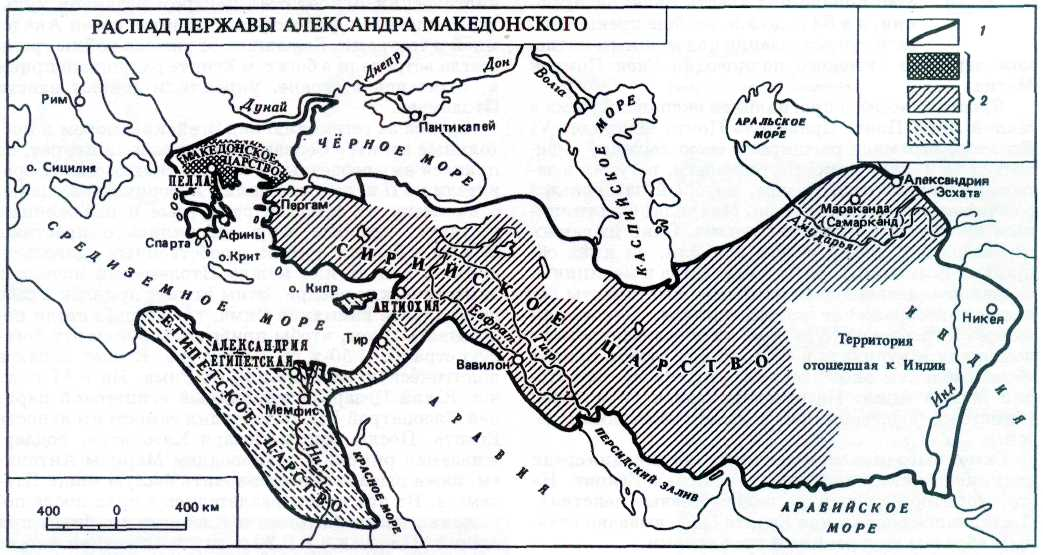 РАСПАД ДЕРЖАВЫ АЛЕКСАНДРА МАКЕДОНСКОГО
1
2
Рим
о. Сицилия
Дунай
Днепр
Дон
Волга
Пантикапей
ЧЕРНОЕ МОРЕ
КАСПИЙСКОЕ МОРЕ
АРАЛЬСКОЕ
МОРЕ
МАКЕДОНСКОЕ
ЦАРСТВО
ПЕЛЛА
Пергам
Афины
Спарта
о. Крит
о. Кипр
СРЕДИЗЕМНОЕ
МОРЕ
АНТИОХИЯ
Тир
АЛЕКСАНДРИЯ
ЕГИПЕТСКАЯ
Мемфис
Нил
ЕГИПЕТСКОЕ ЦАРСТВО
КРАСНОЕ МОРЕ
СИРИЙСКОЕ ЦАРСТВО
Евфрат
Тигр
Вавилон
АРАВИЯ
ПЕРСИДСКИЙ ЗАЛИВ
АРАВИЙСКОЕ
МОРЕ
Александрия
Эсхата
Мараканда
(Самарканд)
Амударья
Территория
отошедшая к Индии
ИНДИЯ
Никея
Инд
400 0 400 км